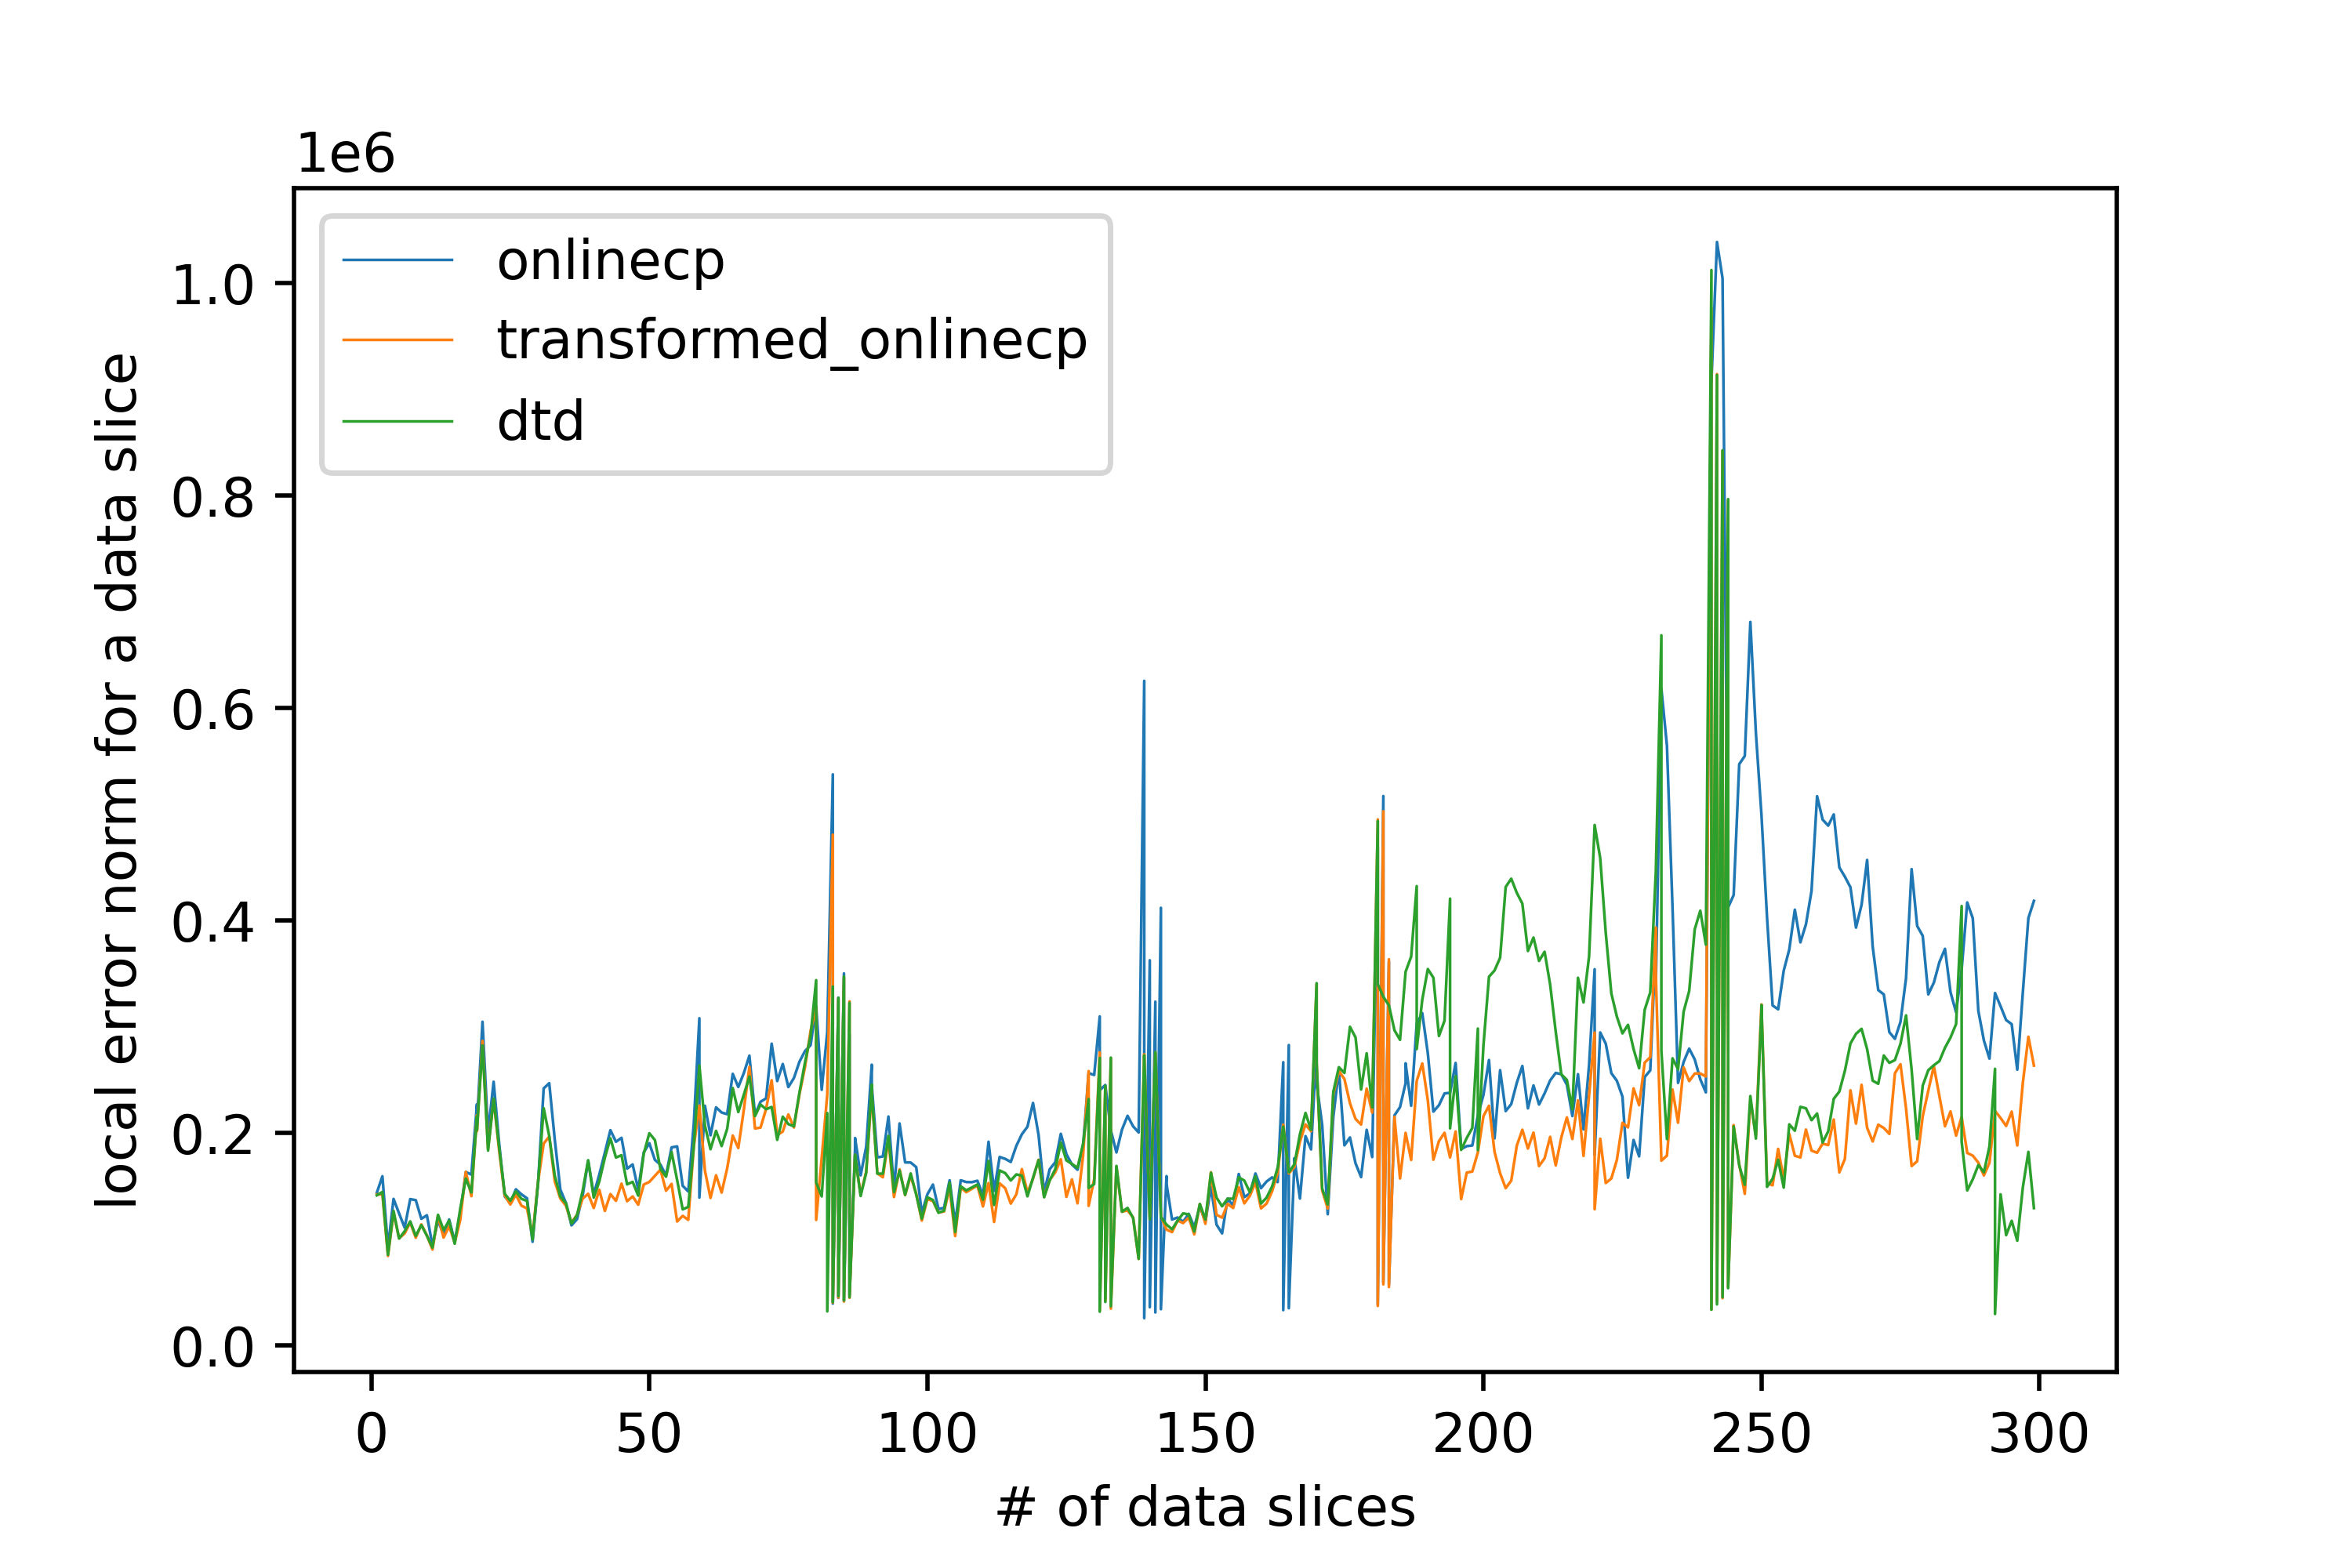 1e6
onlinecp
transformed_onlinecp
dtd
1.0
0.8
0.6
0.4
0.2
0.0
local error norm for a data slice
0 50 100 150 200 250 300
# of data slices